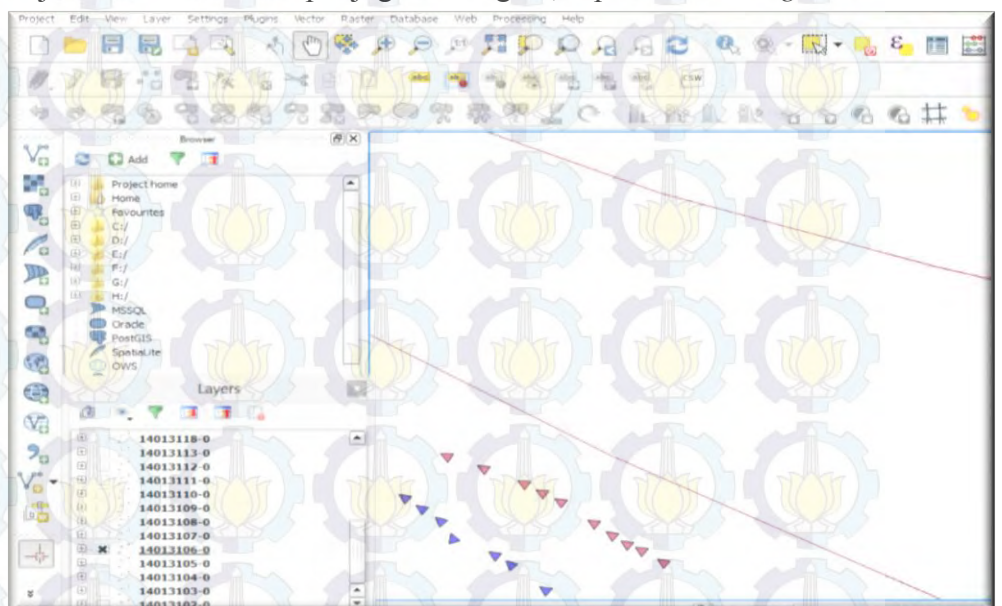 Project Edit View Layer Settings Plugins Vector Raster Database Web Processing Help
CSW
Browser
Add
Project home
Home
Favourites
C:/
D:/
E:/
F:/
G:/
H:/
MSSQL
Oracle
PostGIS
SpatiaLite
OWS
Layers
14013118-0
14013113-0
14013112-0
14013111-0
14013110-0
14013109-0
14013108-0
14013107-0
14013106-0
14013105-0
14013104-0
14013103-0